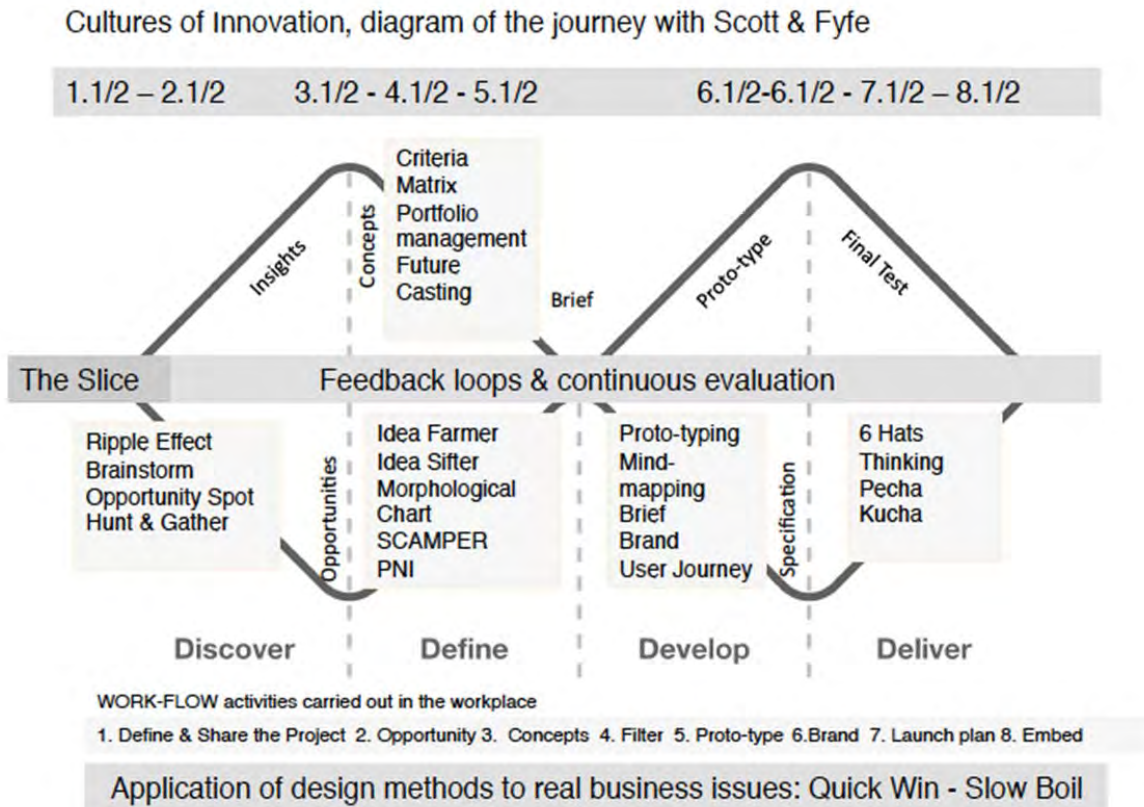 Cultures of Innovation, diagram of the journey with Scott & Fyfe
1.1/2 – 2.1/2 3.1/2 - 4.1/2 - 5.1/2 6.1/2-6.1/2 - 7.1/2 – 8.1/2
Insights
Concepts
Criteria
Matrix
Portfolio
management
Future
Casting
Brief
Proto-type
Final Test
The Slice
Feedback loops & continuous evaluation
Ripple Effect
Brainstorm
Opportunity Spot
Hunt & Gather
Opportunities
Idea Farmer
Idea Sifter
Morphological
Chart
SCAMPER
PNI
Proto-typing
Mind-
mapping
Brief
Brand
User Journey
Specification
6 Hats
Thinking
Pecha
Kucha
Discover
Define
Develop
Deliver
WORK-FLOW activities carried out in the workplace
1. Define & Share the Project 2. Opportunity 3. Concepts 4. Filter 5. Proto-type 6.Brand 7. Launch plan 8. Embed
Application of design methods to real business issues: Quick Win - Slow Boil